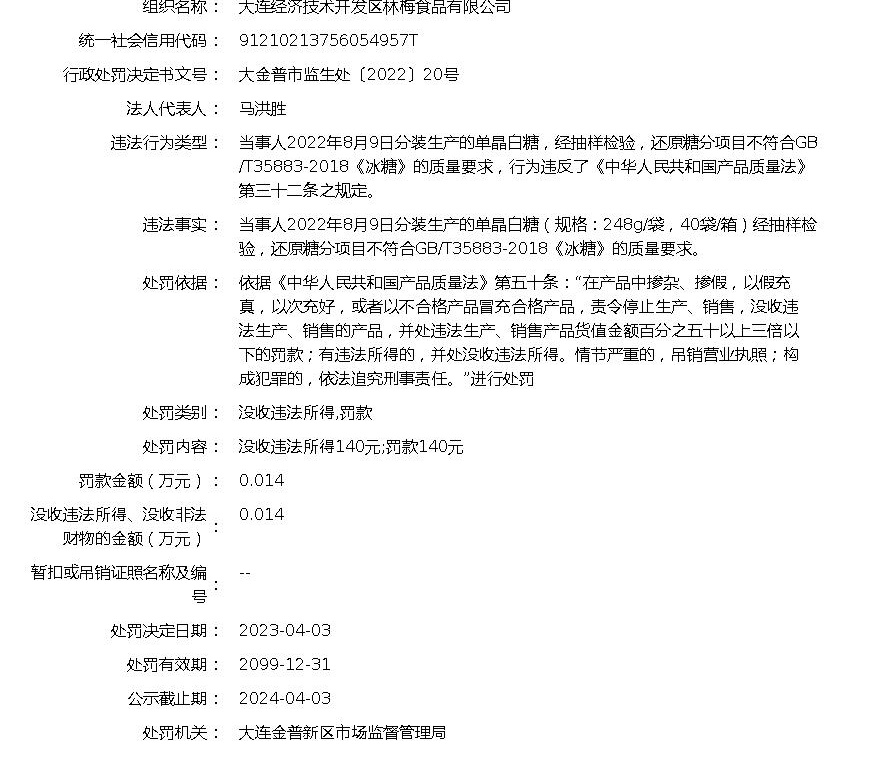 组织名称： 大连经济技术开发区林梅食品有限公司
统一社会信用代码： 91210213756054957T
行政处罚决定书文号： 大金普市监生处〔2022〕20号
法人代表人： 马洪胜
违法行为类型： 当事人2022年8月9日分装生产的单晶白糖，经抽样检验，还原糖分项目不符合GB
/T35883-2018《冰糖》的质量要求，行为违反了《中华人民共和国产品质量法》
第三十二条之规定。
违法事实： 当事人2022年8月9日分装生产的单晶白糖（规格：248g/袋，40袋/箱）经抽样检
验，还原糖分项目不符合GB/T35883-2018《冰糖》的质量要求。
处罚依据： 依据《中华人民共和国产品质量法》第五十条：“在产品中掺杂、掺假，以假充
真，以次充好，或者以不合格产品冒充合格产品，责令停止生产、销售，没收违
法生产、销售的产品，并处违法生产、销售产品货值金额百分之五十以上三倍以
下的罚款；有违法所得的，并处没收违法所得。情节严重的，吊销营业执照；构
成犯罪的，依法追究刑事责任。”进行处罚
处罚类别： 没收违法所得,罚款
处罚内容： 没收违法所得140元;罚款140元
罚款金额（万元）： 0.014
没收违法所得、没收非法
财物的金额（万元）： 0.014
暂扣或吊销证照名称及编
号： --
处罚决定日期： 2023-04-03
处罚有效期： 2099-12-31
公示截止期： 2024-04-03
处罚机关： 大连金普新区市场监督管理局